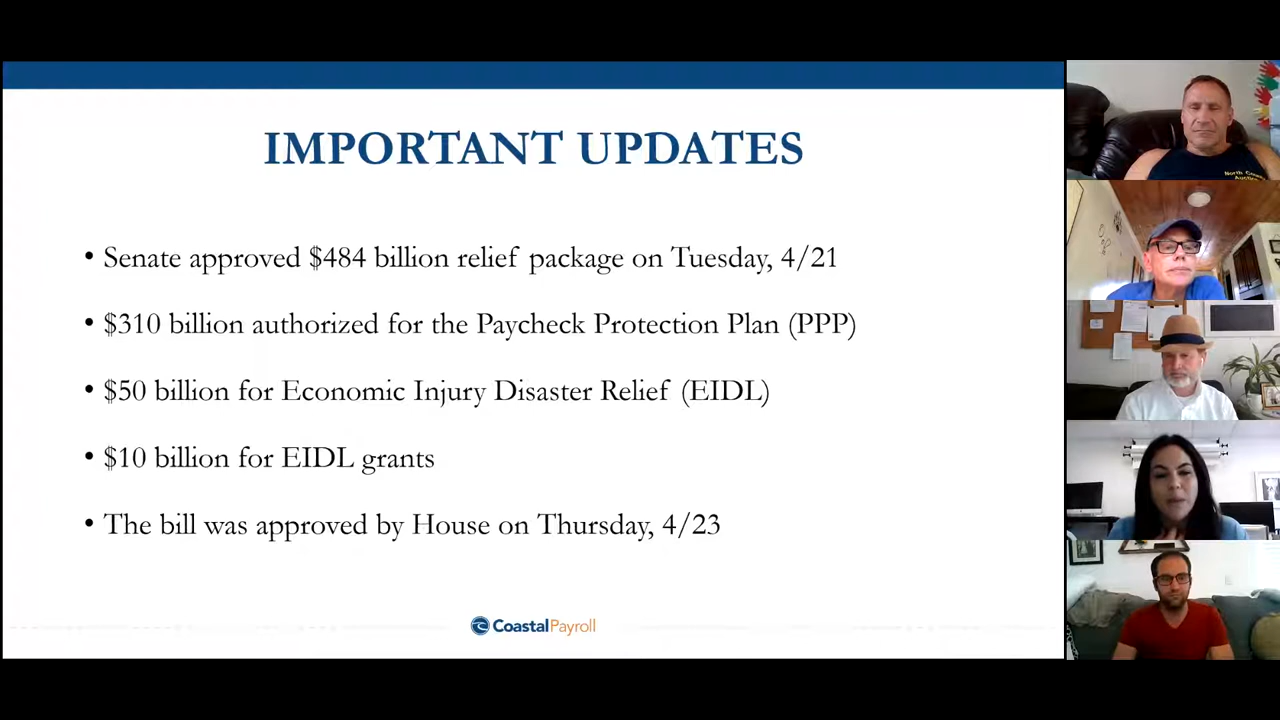 IMPORTANT UPDATES
• Senate approved $484 billion relief package on Tuesday, 4/21
• $310 billion authorized for the Paycheck Protection Plan (PPP)
• $50 billion for Economic Injury Disaster Relief (EIDL)
• $10 billion for EIDL grants
• The bill was approved by House on Thursday, 4/23
CoastalPayroll
North